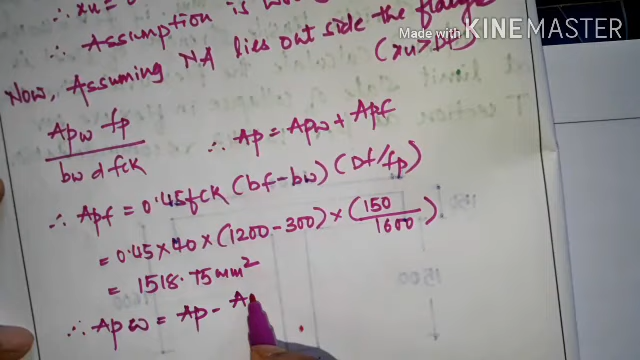 ∴ xu =
Made with KINEMASTER
∴ Assumption is
Now, Assuming NA lies out side the flange
(xu > Df)
Apw fp / bw d fck ∴ Ap = Apw + Apf
∴ Apf = 0.45fck (bf-bw) (Df/fp)
= 0.45 × 40 × (1200 - 300) × (150/1600)
= 1518.75 mm²
∴ Apw = Ap - A